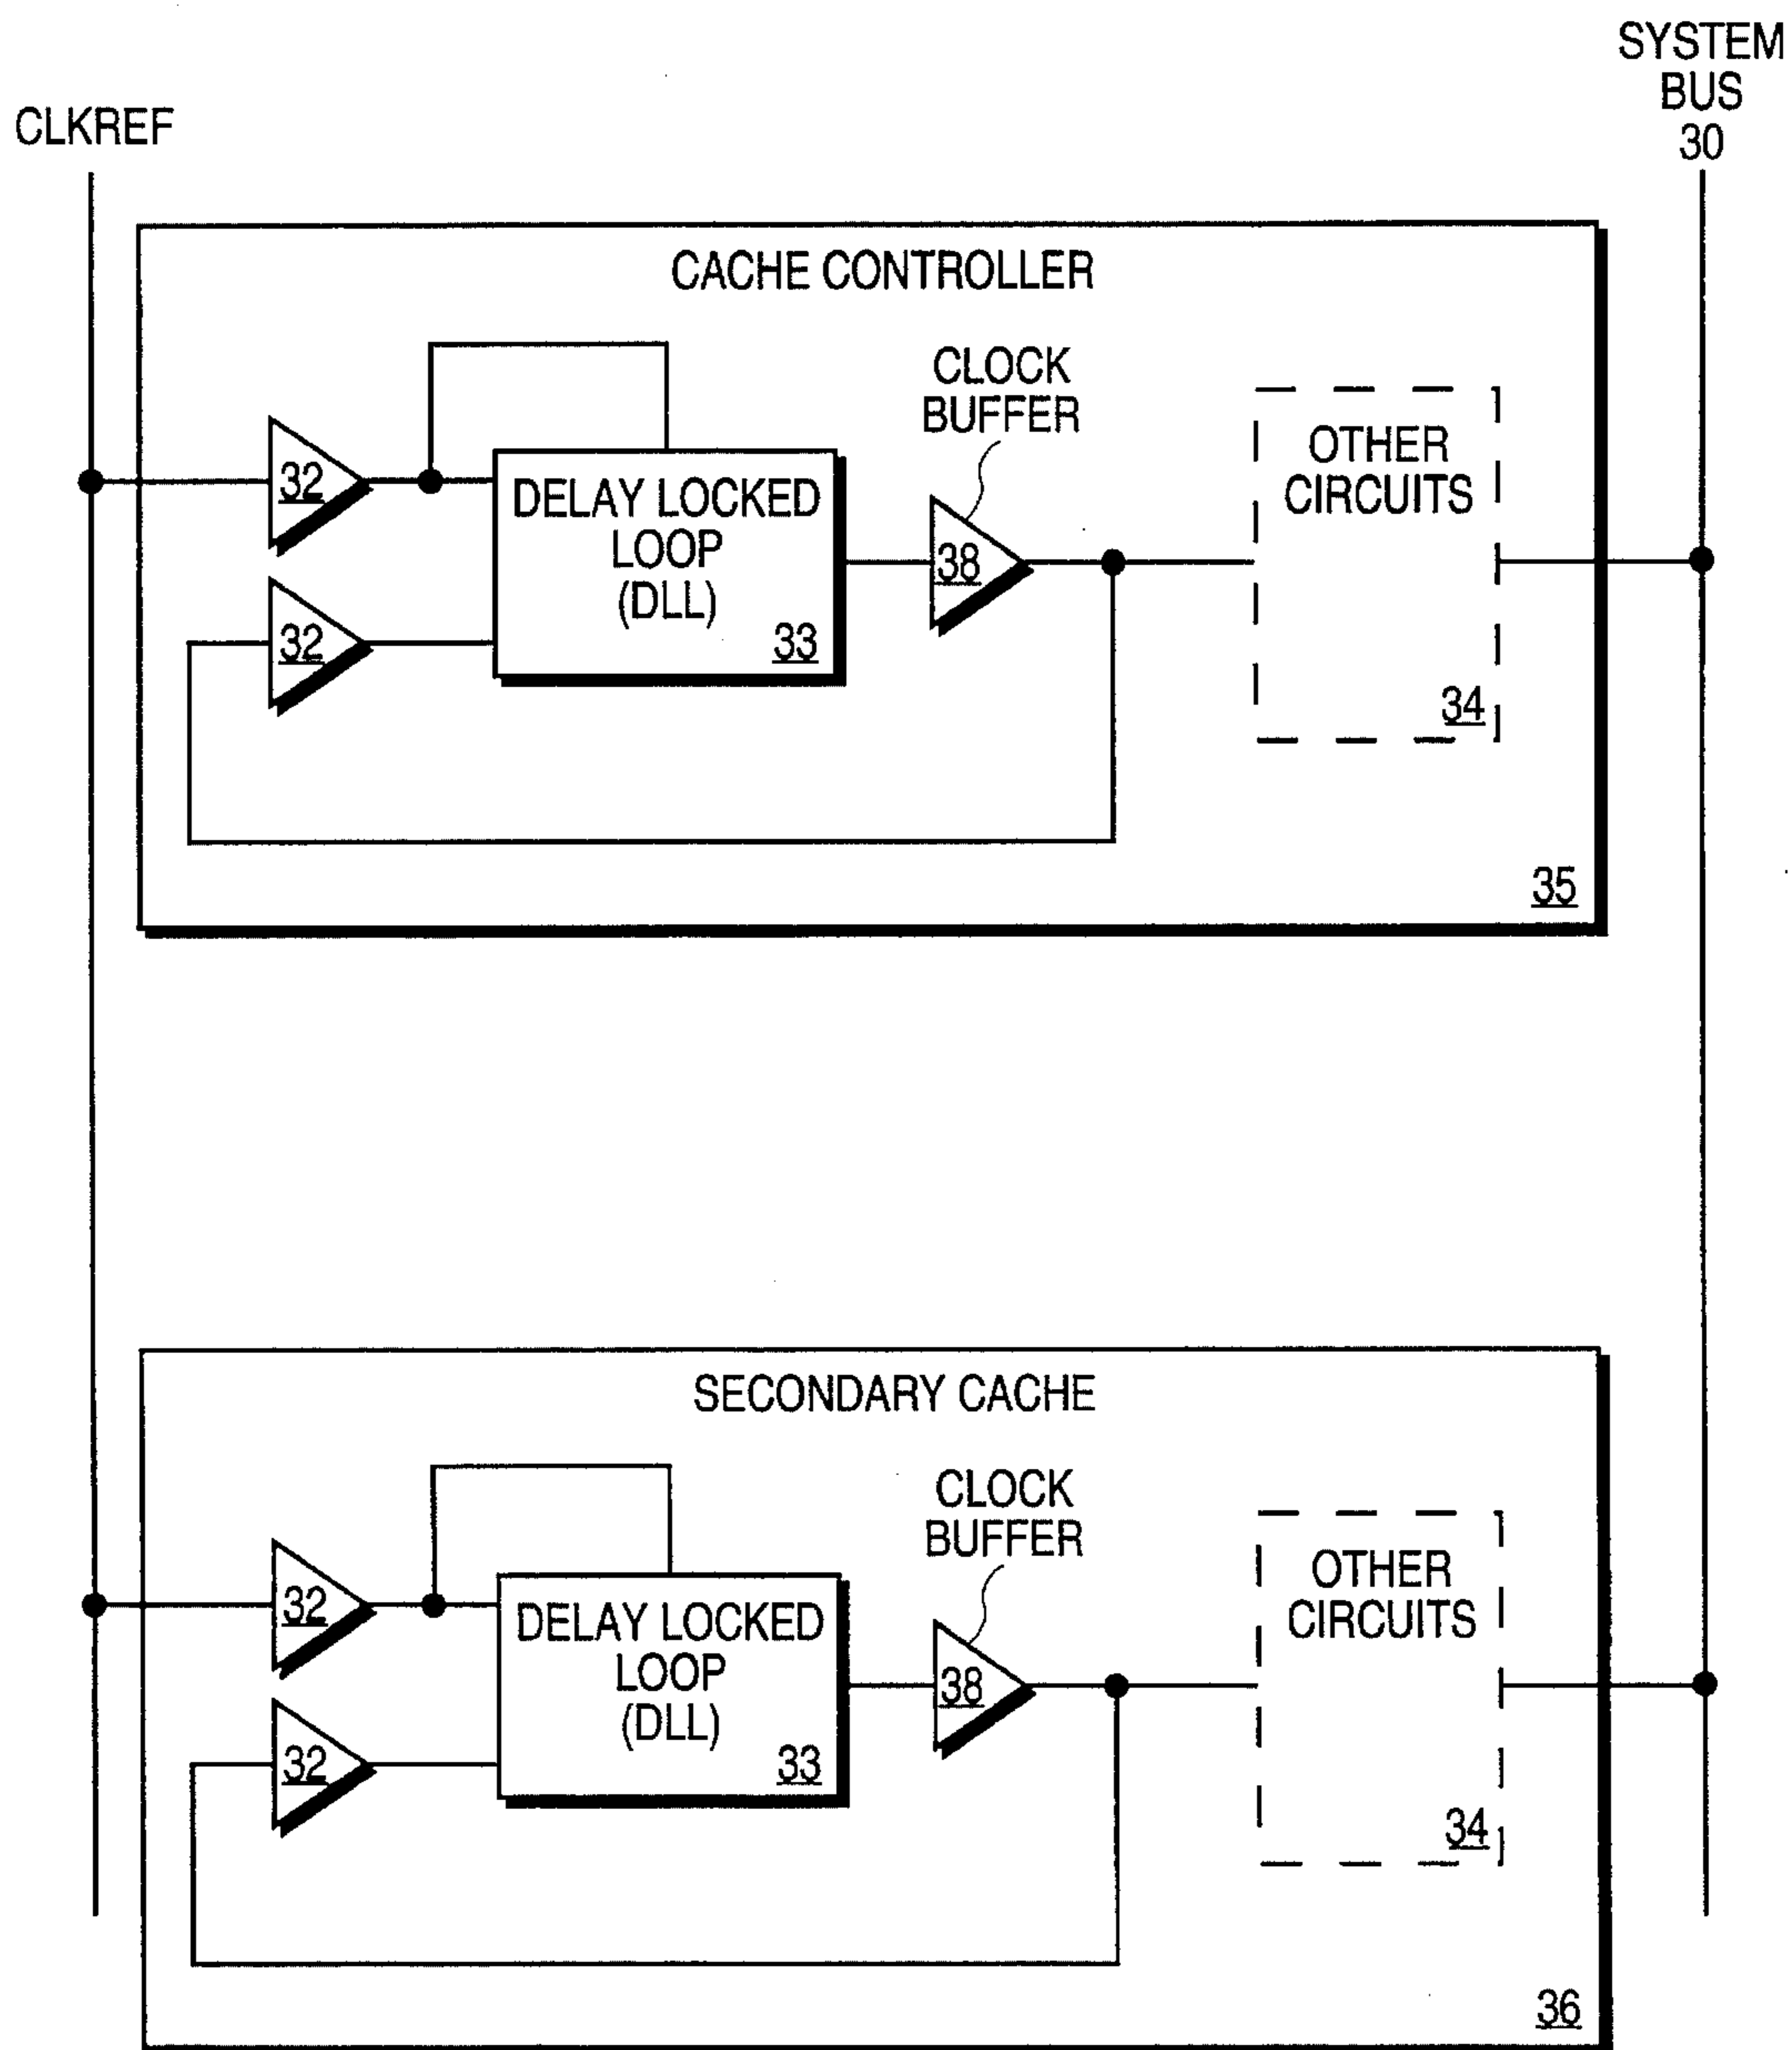 SYSTEM
BUS
30
CLKREF
CACHE CONTROLLER
CLOCK
BUFFER
32
DELAY LOCKED
LOOP
(DLL)
33
32
38
OTHER
CIRCUITS
34
35
SECONDARY CACHE
CLOCK
BUFFER
32
DELAY LOCKED
LOOP
(DLL)
33
32
38
OTHER
CIRCUITS
34
36